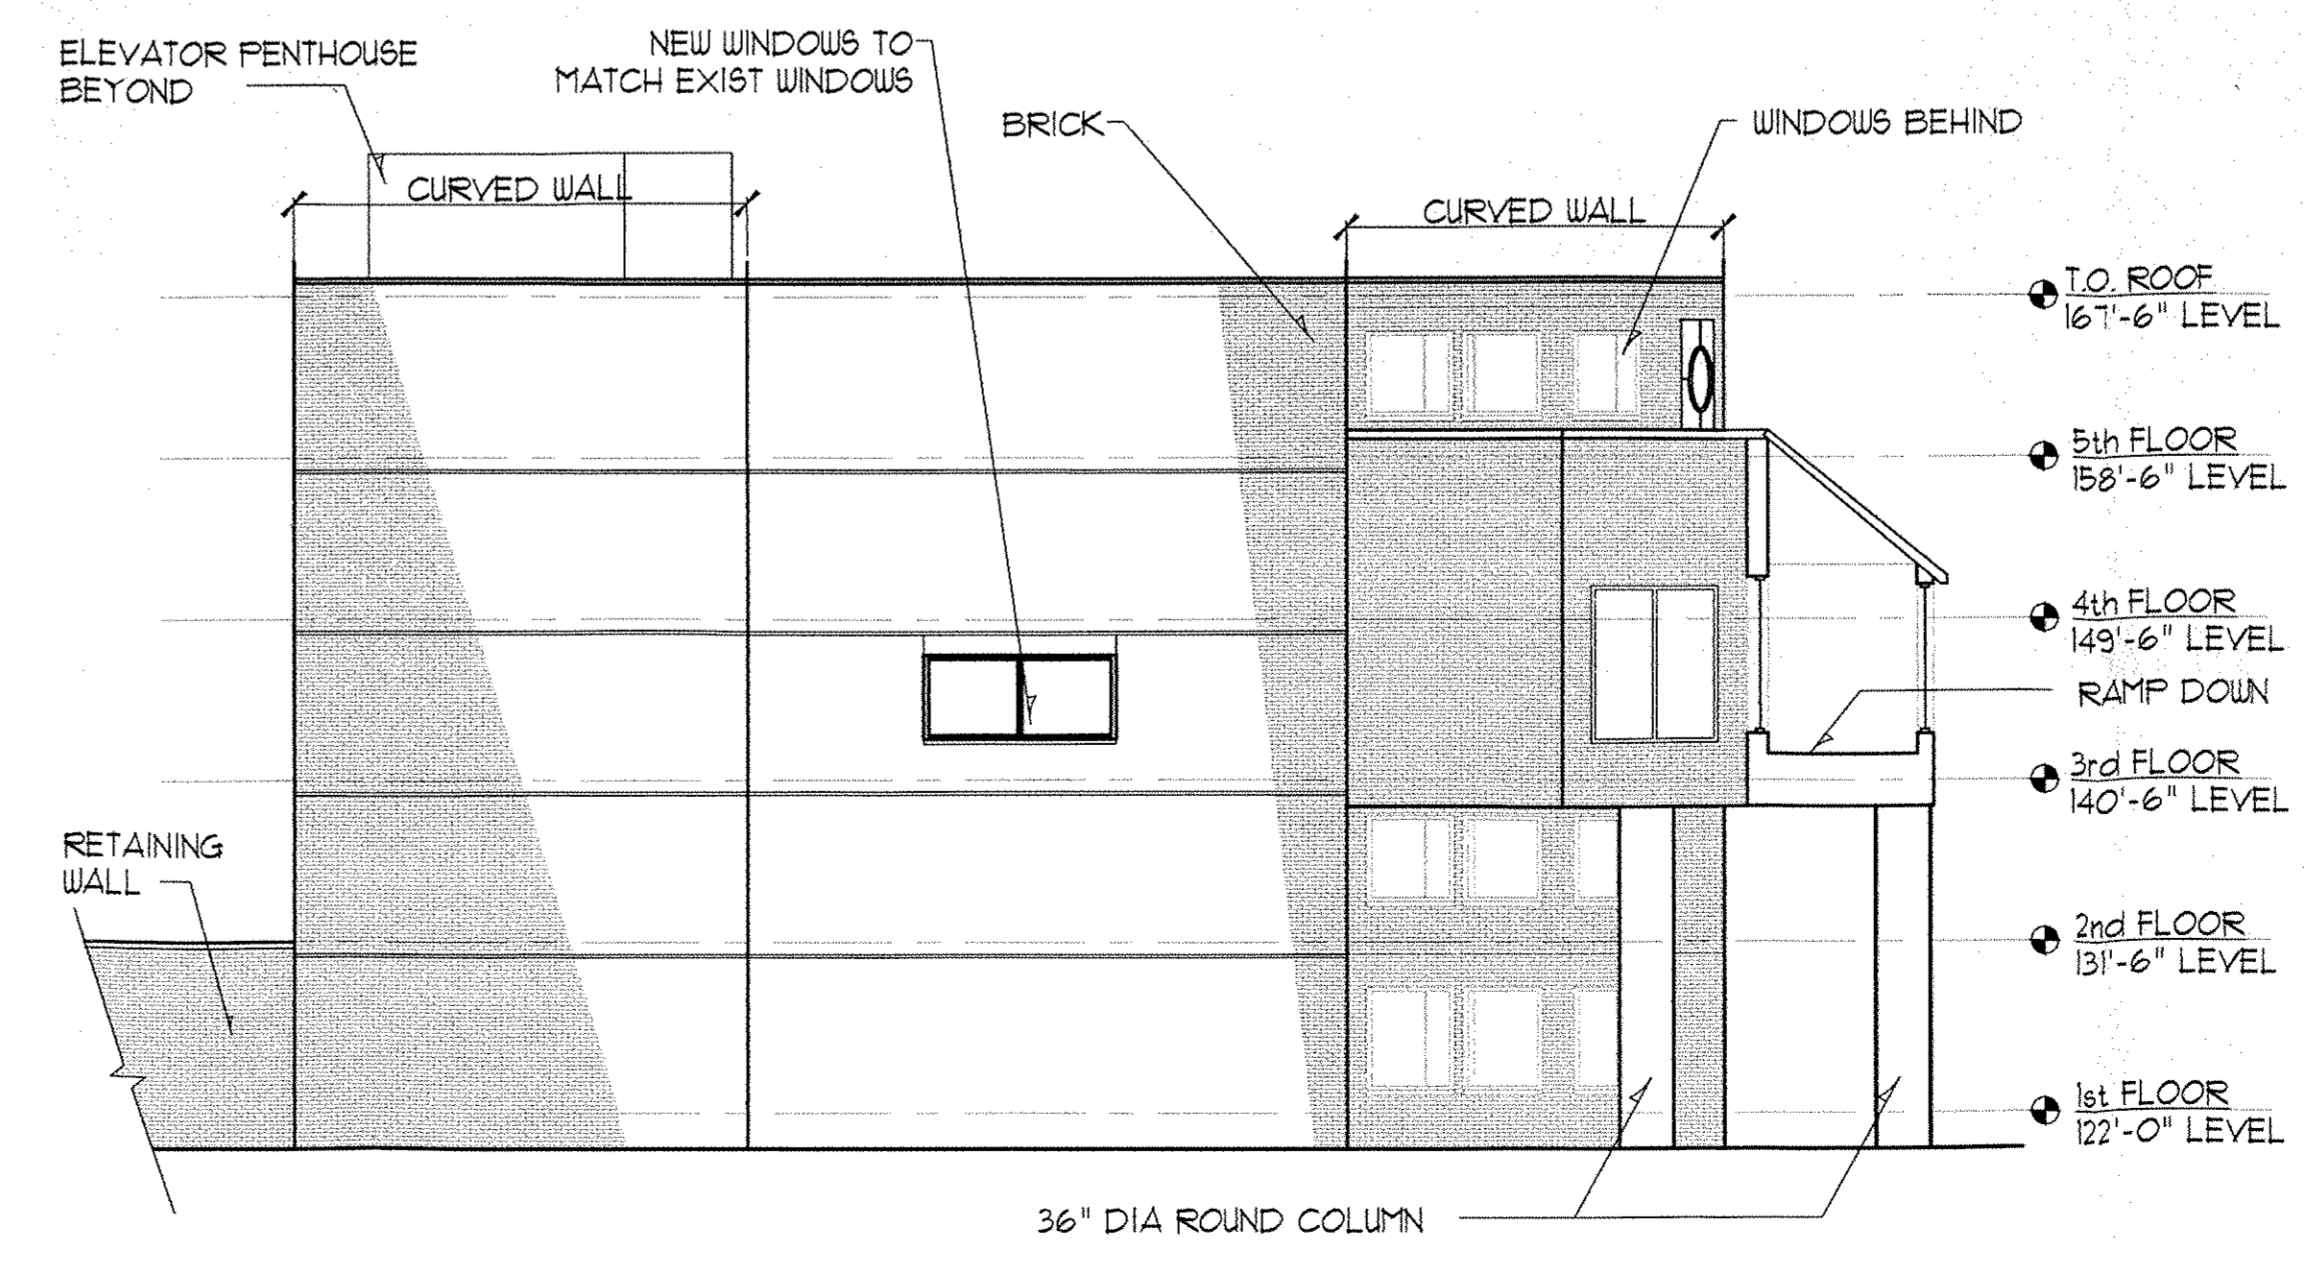 ELEVATOR PENTHOUSE
BEYOND
NEW WINDOWS TO
MATCH EXIST WINDOWS
BRICK
WINDOWS BEHIND
CURVED WALL
CURVED WALL
T.O. ROOF
167'-6" LEVEL
5th FLOOR
158'-6" LEVEL
4th FLOOR
149'-6" LEVEL
RAMP DOWN
3rd FLOOR
140'-6" LEVEL
RETAINING
WALL
2nd FLOOR
131'-6" LEVEL
1st FLOOR
122'-0" LEVEL
36" DIA ROUND COLUMN